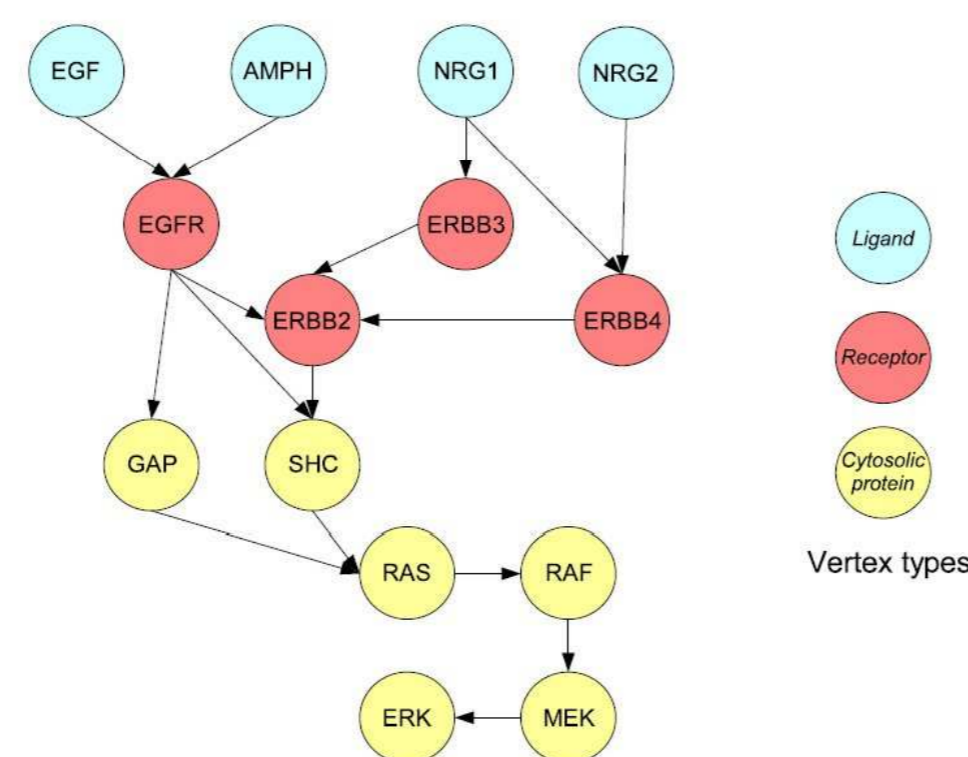 EGF
AMPH
NRG1
NRG2
EGFR
ERBB3
ERBB2
ERBB4
GAP
SHC
RAS
RAF
ERK
MEK
Ligand
Receptor
Cytosolic
protein
Vertex types